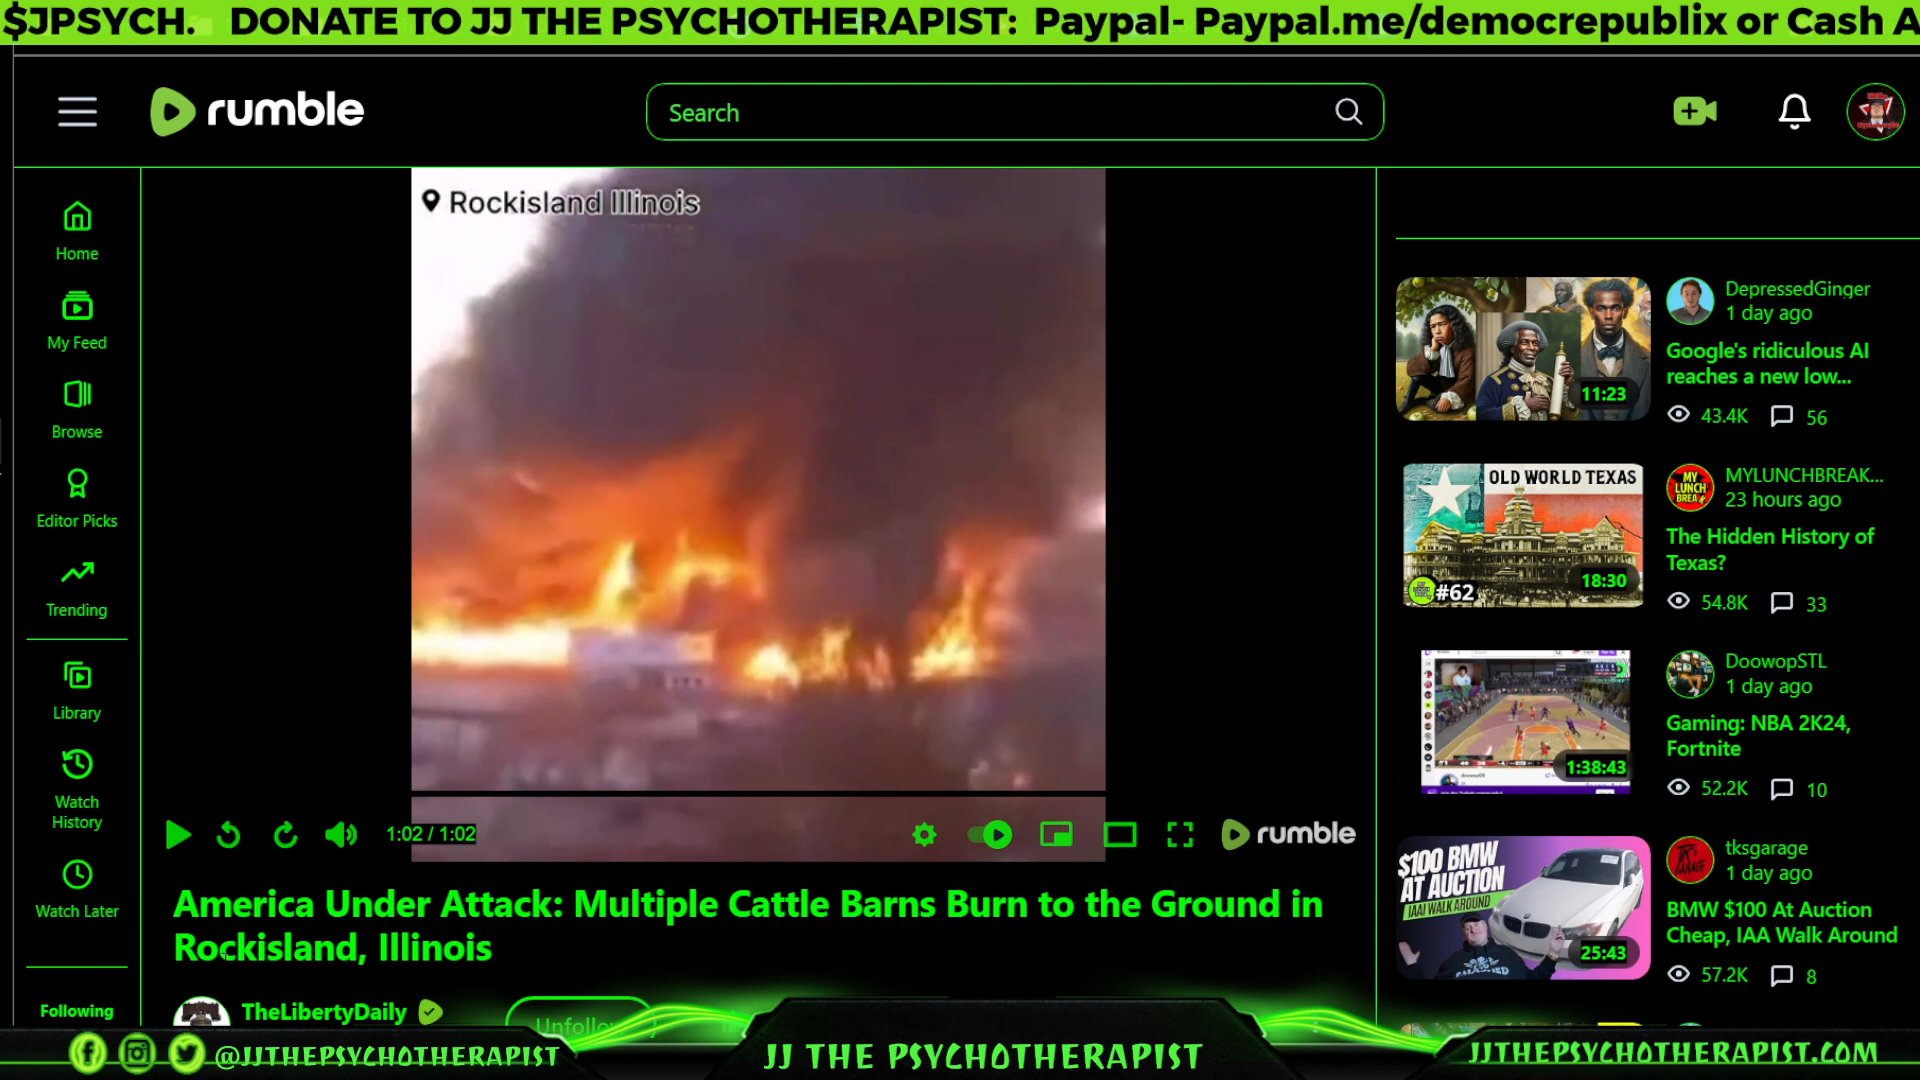 $JPSYCH. DONATE TO JJ THE PSYCHOTHERAPIST: Paypal- Paypal.me/democrepublix or Cash A
rumble
Search
Home
My Feed
Browse
Editor Picks
Trending
Library
Watch
History
Watch Later
Following
Rockisland Illinois
1:02 / 1:02
rumble
America Under Attack: Multiple Cattle Barns Burn to the Ground in
Rockisland, Illinois
TheLibertyDaily
11:23
DepressedGinger
1 day ago
Google's ridiculous AI
reaches a new low...
43.4K 56
OLD WORLD TEXAS
#62
18:30
MY
LUNCH
BREAK
MYLUNCHBREAK...
23 hours ago
The Hidden History of
Texas?
54.8K 33
1:38:43
DoowopSTL
1 day ago
Gaming: NBA 2K24,
Fortnite
52.2K 10
$100 BMW
AT AUCTION
IAAI WALK AROUND
25:43
tksgarage
1 day ago
BMW $100 At Auction
Cheap, IAA Walk Around
57.2K 8
@JJTHEPSYCHOTHERAPIST
JJ THE PSYCHOTHERAPIST
JJTHEPSYCHOTHERAPIST.COM